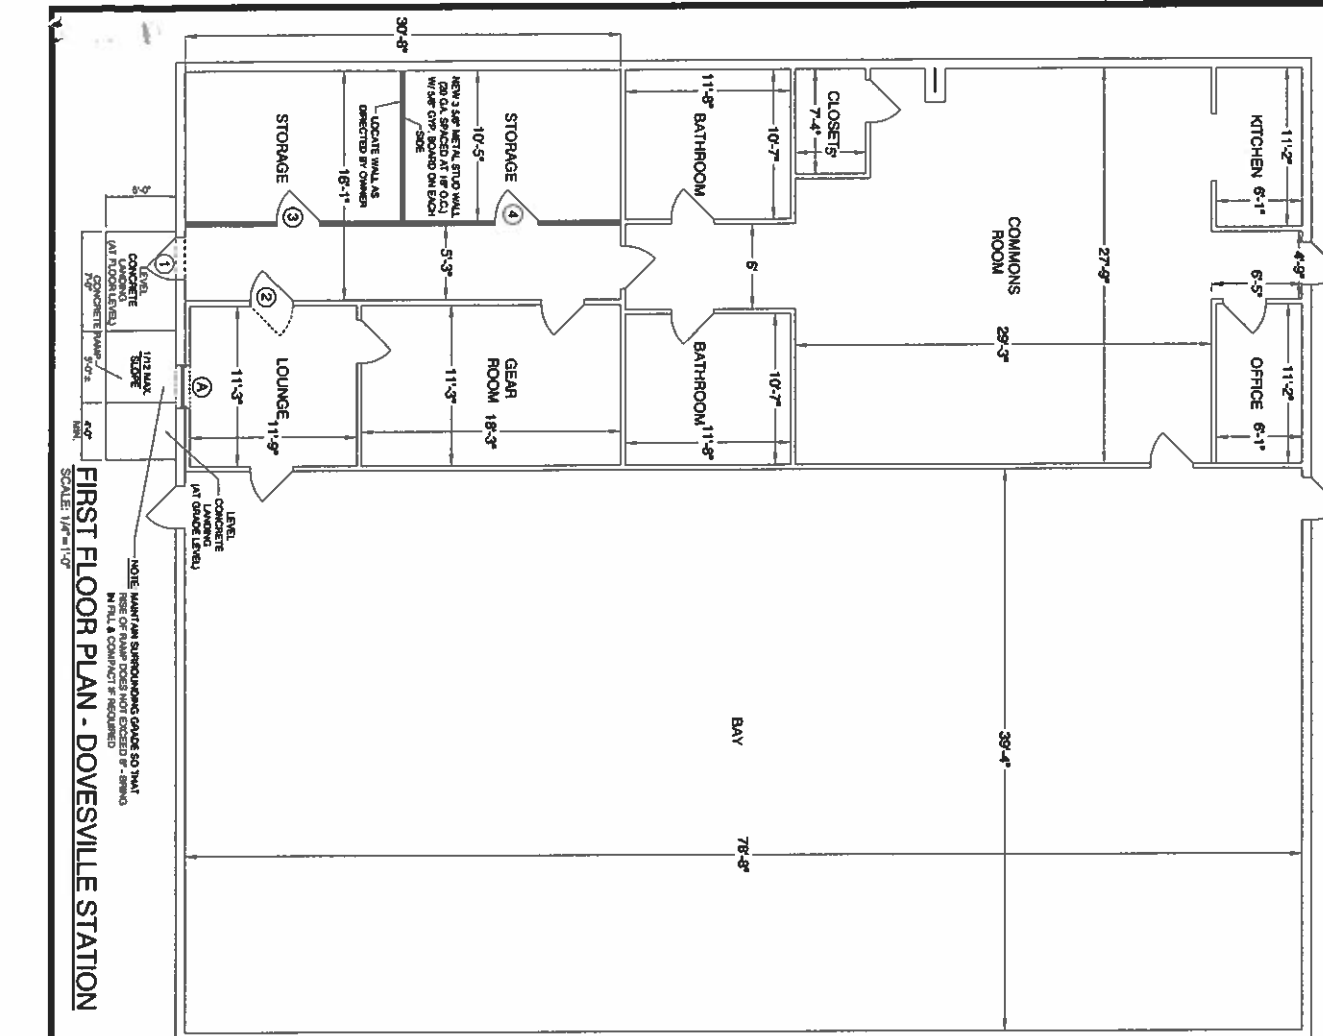 30'-8"
STORAGE
16'-1"
LOCATE WALL AS
DIRECTED BY OWNER
NEW 3 5/8" METAL STUD WALL
(20 GA. SPACED AT 16" O.C.)
W/ 5/8" GYP. BOARD ON EACH
SIDE
10'-5"
STORAGE
11'-8"
BATHROOM
10'-7"
CLOSET
7'-4"
5'
KITCHEN
6'-1"
11'-2"
COMMONS
ROOM
27'-9"
29'-3"
6'-5"
4'-9"
3
4
1
2
5'-3"
6'
LEVEL
CONCRETE
LANDING
(AT FLOOR LEVEL)
CONCRETE RAMP
7'-0"
5'-0" ±
4'-0"
MIN.
1/12 MAX.
SLOPE
A
11'-3"
LOUNGE
11'-9"
11'-3"
GEAR
ROOM
18'-3"
BATHROOM
11'-8"
10'-7"
OFFICE
6'-1"
11'-2"
LEVEL
CONCRETE
LANDING
(AT GRADE LEVEL)
NOTE: MAINTAIN SURROUNDING GRADE SO THAT
RISE OF RAMP DOES NOT EXCEED 6" - BRING
IN FILL & COMPACT IF REQUIRED
BAY
39'-4"
78'-8"
FIRST FLOOR PLAN - DOVESVILLE STATION
SCALE: 1/4" = 1'-0"